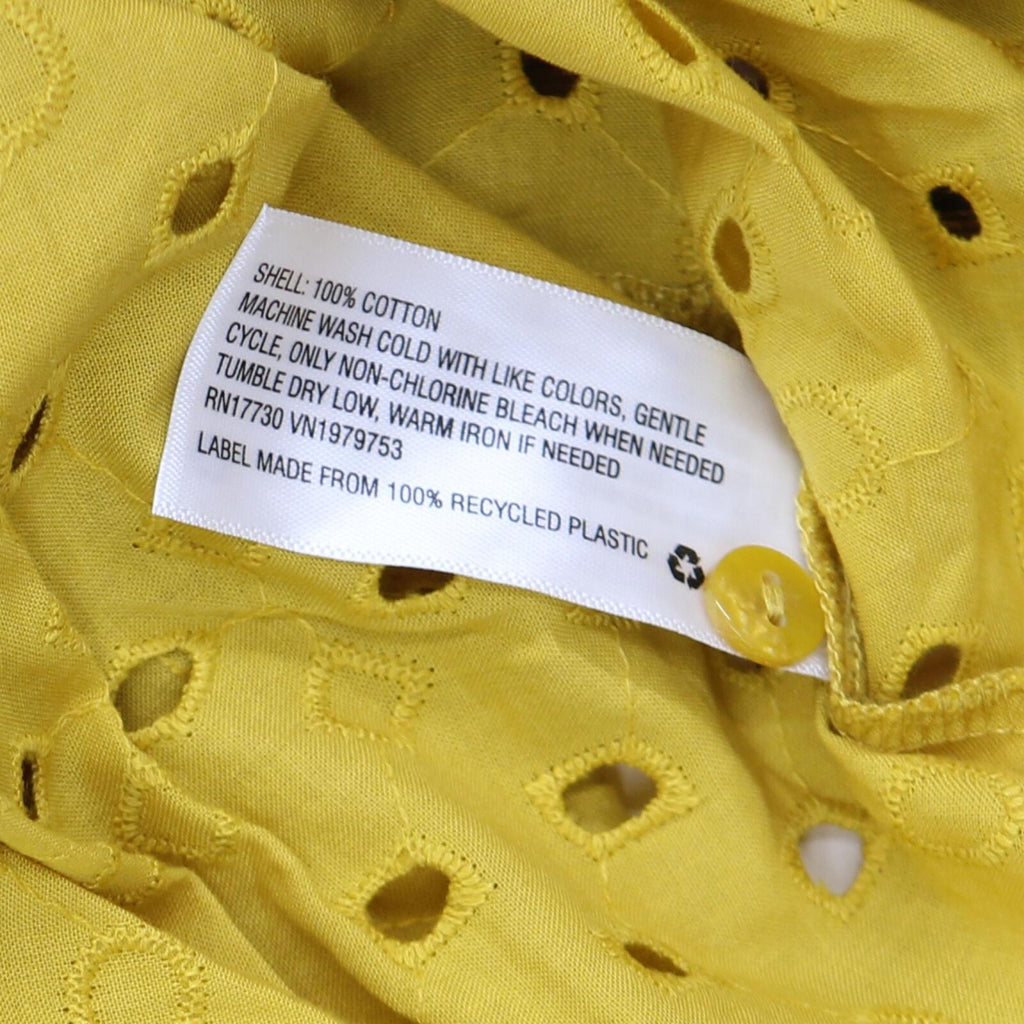 SHELL: 100% COTTON
MACHINE WASH COLD WITH LIKE COLORS, GENTLE
CYCLE, ONLY NON-CHLORINE BLEACH WHEN NEEDED
TUMBLE DRY LOW, WARM IRON IF NEEDED
RN17730 VN1979753
LABEL MADE FROM 100% RECYCLED PLASTIC